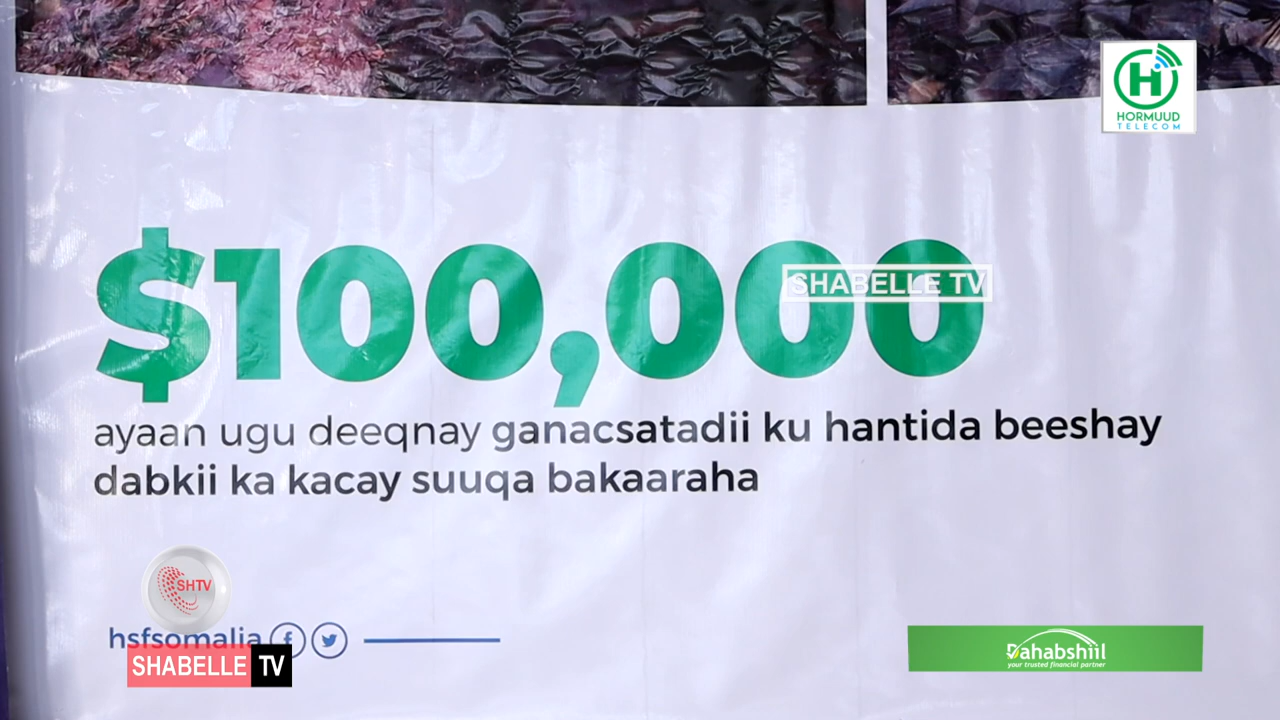 HORMUUD
TELECOM
$100,000
SHABELLE TV
ayaan ugu deeqnay ganacsatadii ku hantida beeshay
dabkii ka kacay suuqa bakaaraha
SHTV
hsfsomalia
SHABELLE TV
Dahabshiil
your trusted financial partner